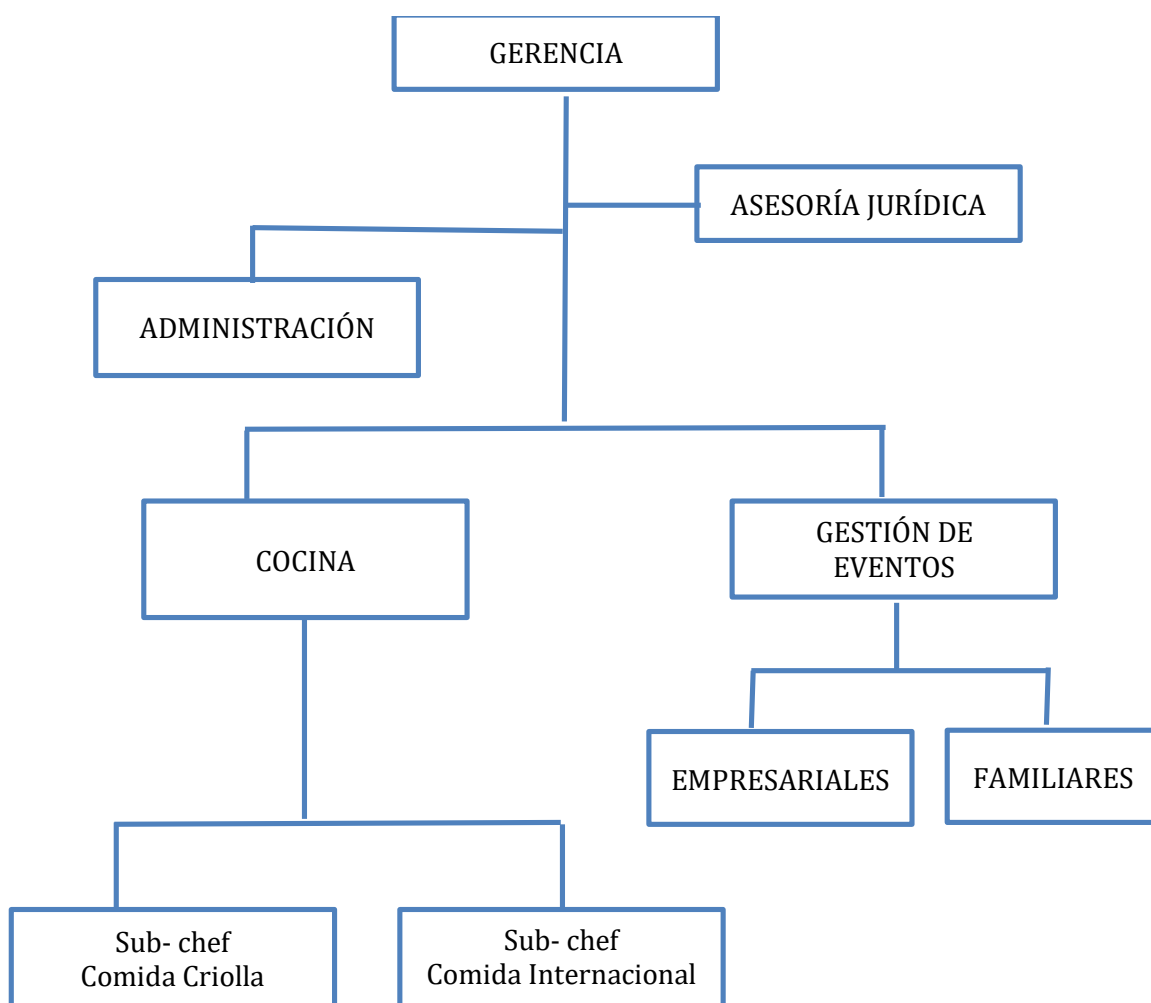 GERENCIA
ASESORÍA JURÍDICA
ADMINISTRACIÓN
COCINA
GESTIÓN DE
EVENTOS
EMPRESARIALES
FAMILIARES
Sub- chef
Comida Criolla
Sub- chef
Comida Internacional